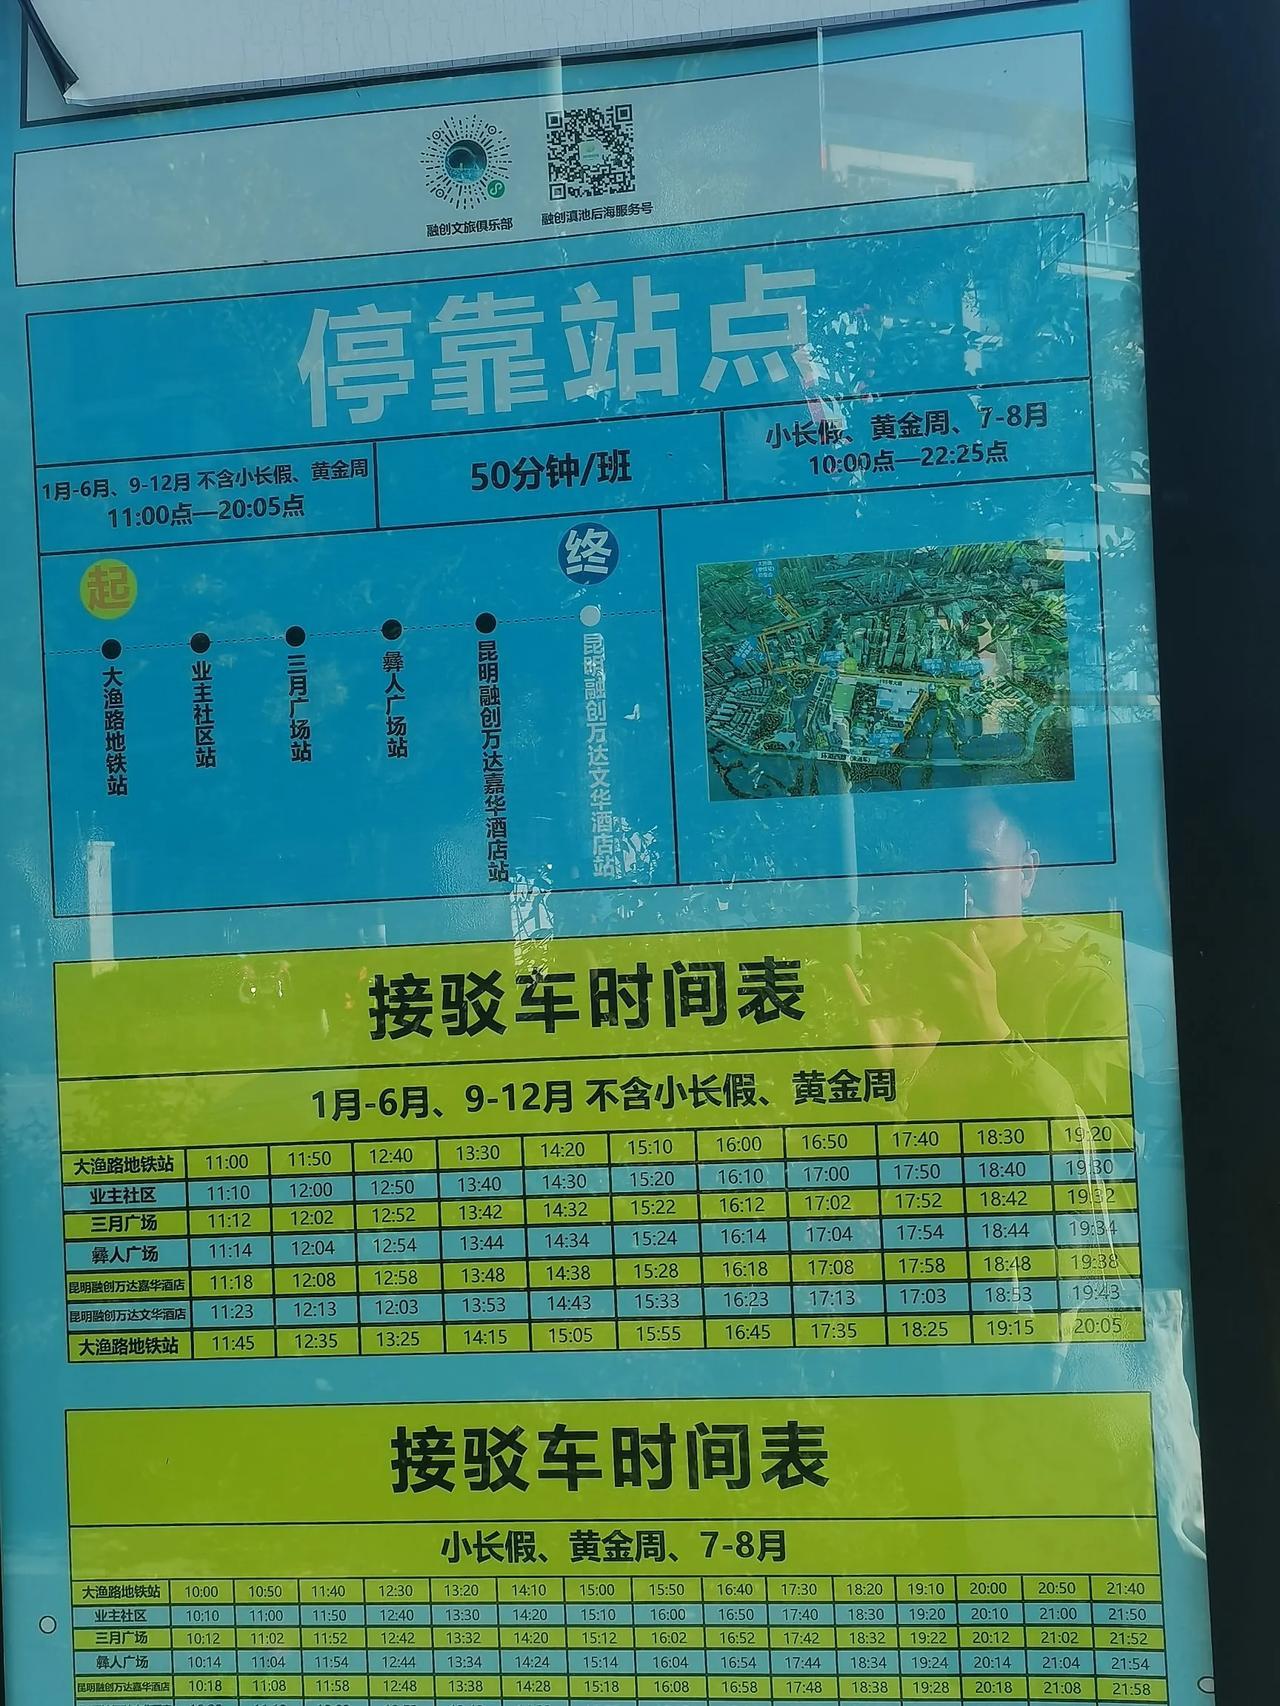 融创文旅俱乐部
融创滇池后海服务号
停靠站点
1月-6月、9-12月 不含小长假、黄金周
11:00点—20:05点
50分钟/班
小长假、黄金周、7-8月
10:00点—22:25点
起
终
大渔路地铁站
业主社区站
三月广场站
彝人广场站
昆明融创万达嘉华酒店站
昆明融创万达文华酒店站
接驳车时间表
1月-6月、9-12月 不含小长假、黄金周
大渔路地铁站 11:00 11:50 12:40 13:30 14:20 15:10 16:00 16:50 17:40 18:30 19:20
业主社区 11:10 12:00 12:50 13:40 14:30 15:20 16:10 17:00 17:50 18:40 19:30
三月广场 11:12 12:02 12:52 13:42 14:32 15:22 16:12 17:02 17:52 18:42 19:32
彝人广场 11:14 12:04 12:54 13:44 14:34 15:24 16:14 17:04 17:54 18:44 19:34
昆明融创万达嘉华酒店 11:18 12:08 12:58 13:48 14:38 15:28 16:18 17:08 17:58 18:48 19:38
昆明融创万达文华酒店 11:23 12:13 12:03 13:53 14:43 15:33 16:23 17:13 17:03 18:53 19:43
大渔路地铁站 11:45 12:35 13:25 14:15 15:05 15:55 16:45 17:35 18:25 19:15 20:05
接驳车时间表
小长假、黄金周、7-8月
大渔路地铁站 10:00 10:50 11:40 12:30 13:20 14:10 15:00 15:50 16:40 17:30 18:20 19:10 20:00 20:50 21:40
业主社区 10:10 11:00 11:50 12:40 13:30 14:20 15:10 16:00 16:50 17:40 18:30 19:20 20:10 21:00 21:50
三月广场 10:12 11:02 11:52 12:42 13:32 14:20 15:12 16:02 16:52 17:42 18:32 19:22 20:12 21:02 21:52
彝人广场 10:14 11:04 11:54 12:44 13:34 14:24 15:14 16:04 16:54 17:44 18:34 19:24 20:14 21:04 21:54
昆明融创万达嘉华酒店 10:18 11:08 11:58 12:48 13:38 14:28 15:18 16:08 16:58 17:48 18:38 19:28 20:18 21:08 21:58